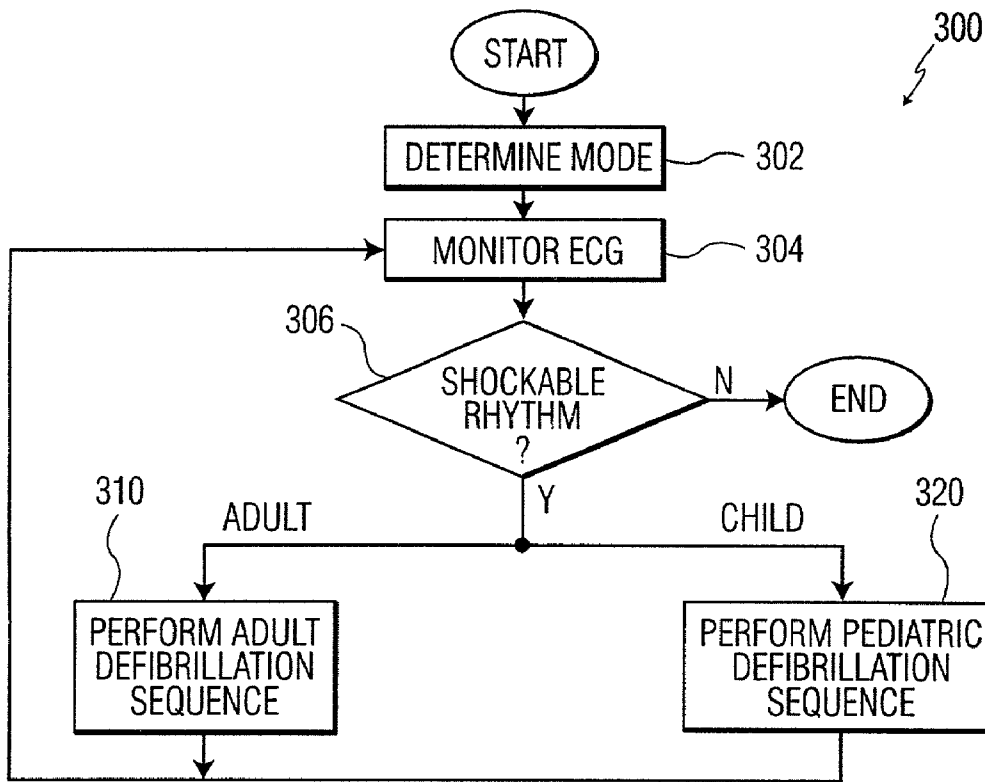 START
300
DETERMINE MODE
302
MONITOR ECG
304
306
SHOCKABLE
RHYTHM
?
N
END
Y
310
ADULT
CHILD
320
PERFORM ADULT
DEFIBRILLATION
SEQUENCE
PERFORM PEDIATRIC
DEFIBRILLATION
SEQUENCE